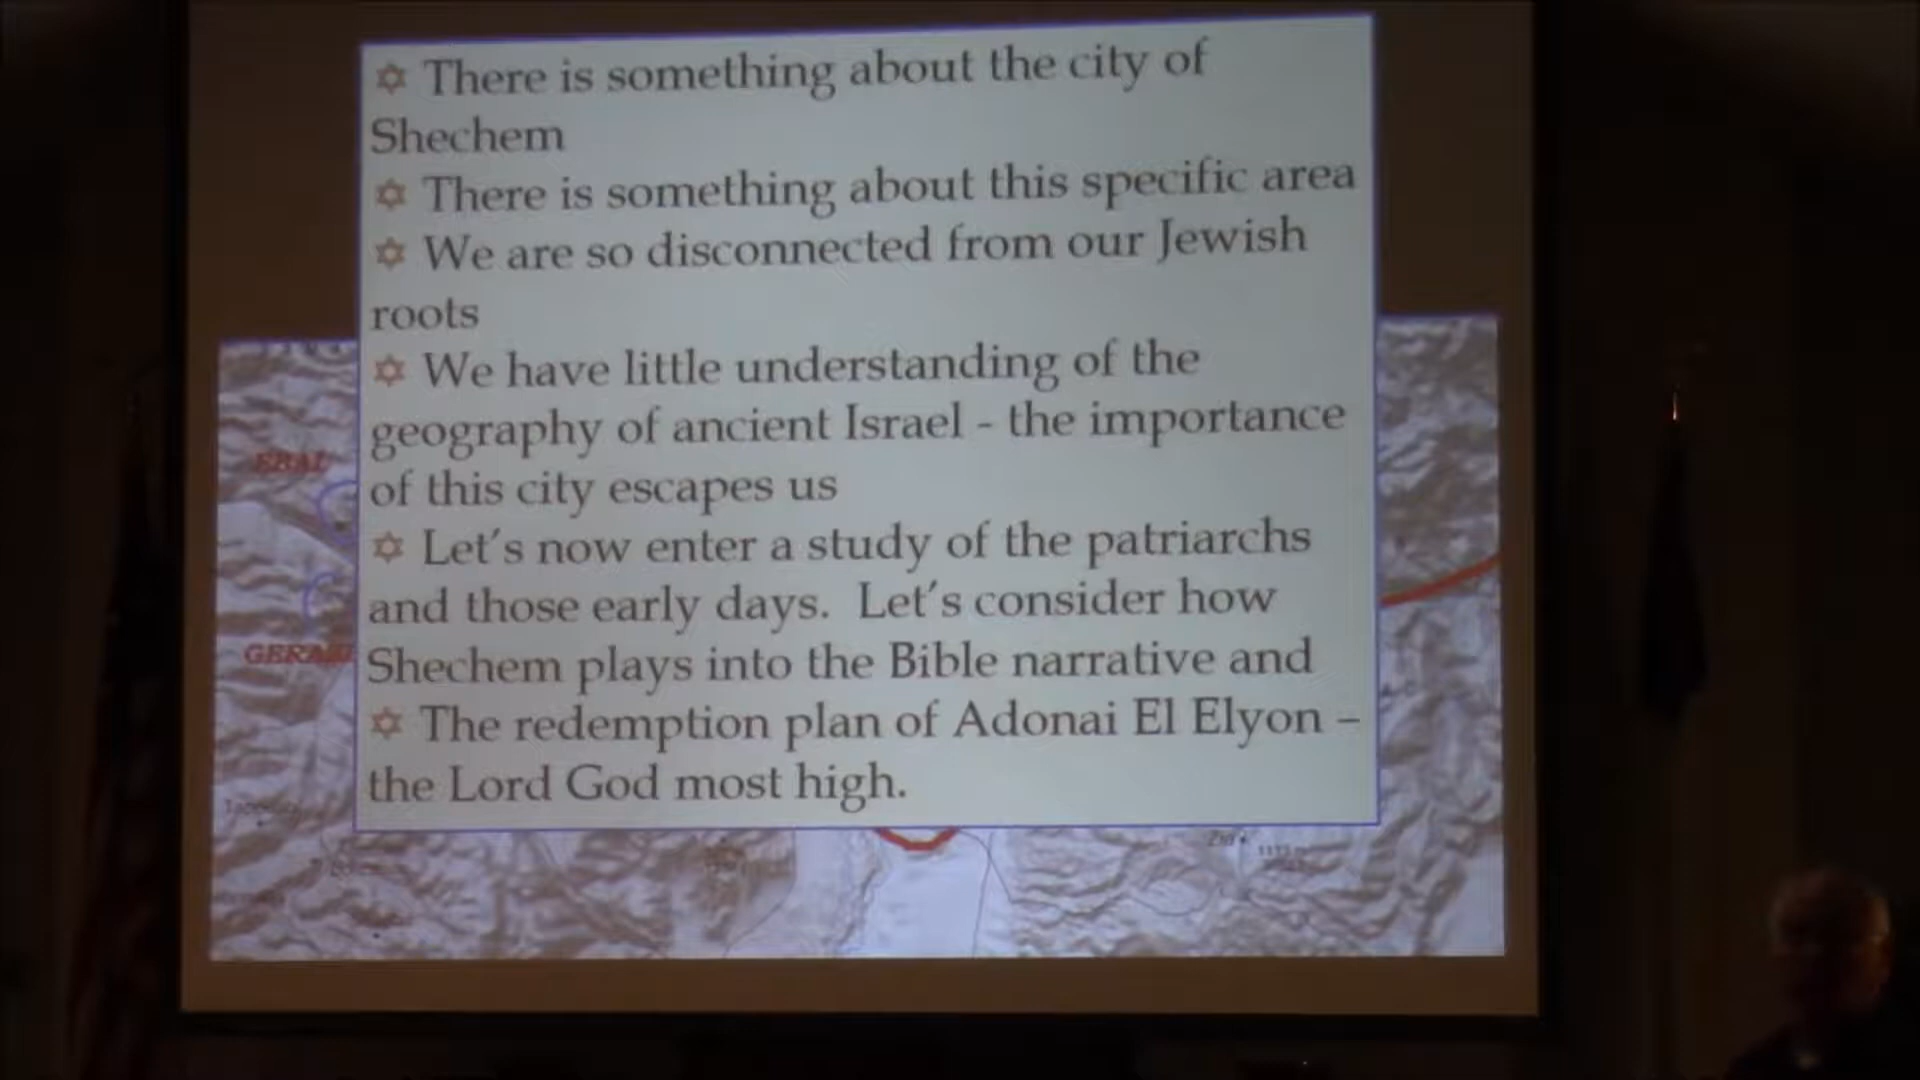 ✡ There is something about the city of
Shechem
✡ There is something about this specific area
✡ We are so disconnected from our Jewish
roots
✡ We have little understanding of the
geography of ancient Israel - the importance
of this city escapes us
✡ Let's now enter a study of the patriarchs
and those early days. Let's consider how
Shechem plays into the Bible narrative and
✡ The redemption plan of Adonai El Elyon –
the Lord God most high.
EBAL